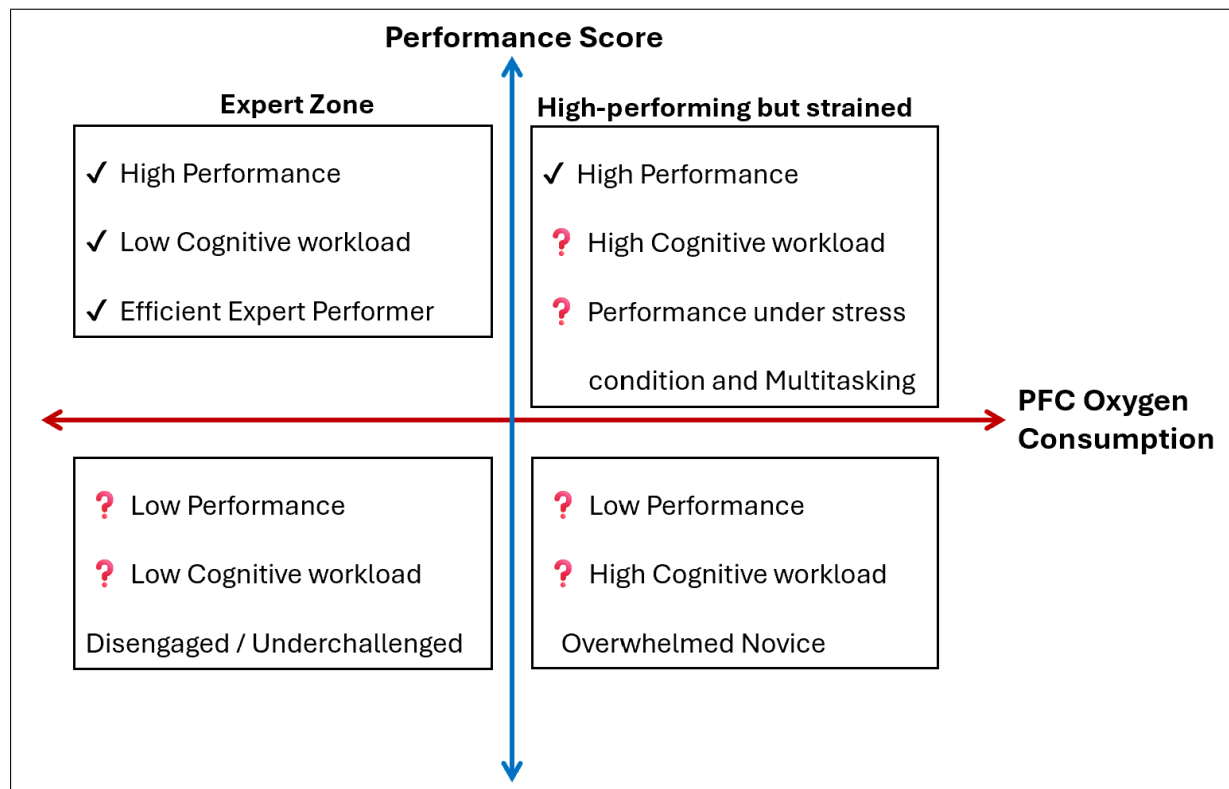 Performance Score
Expert Zone
✓ High Performance
✓ Low Cognitive workload
✓ Efficient Expert Performer
High-performing but strained
✓ High Performance
❓ High Cognitive workload
❓ Performance under stress
condition and Multitasking
PFC Oxygen
Consumption
❓ Low Performance
❓ Low Cognitive workload
Disengaged / Underchallenged
❓ Low Performance
❓ High Cognitive workload
Overwhelmed Novice